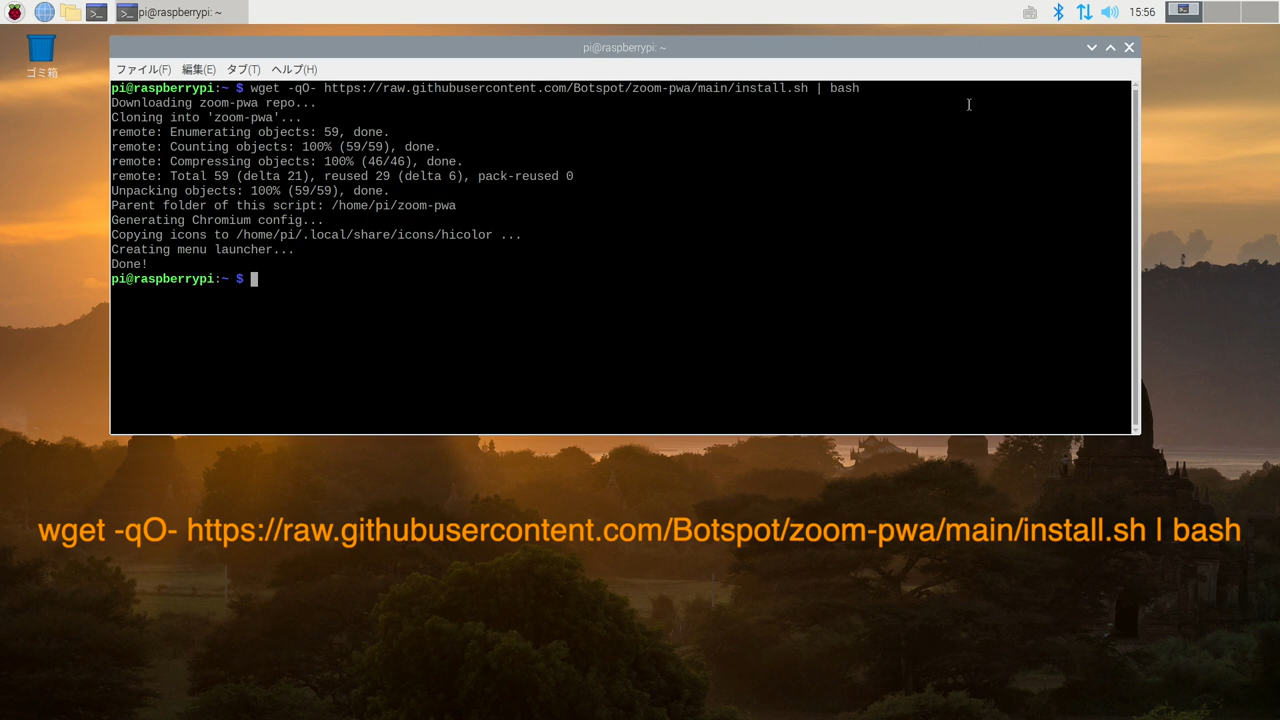 pi@raspberrypi: ~
15:56
ゴミ箱
pi@raspberrypi: ~
ファイル(F) 編集(E) タブ(T) ヘルプ(H)
pi@raspberrypi:~ $ wget -qO- https://raw.githubusercontent.com/Botspot/zoom-pwa/main/install.sh | bash
Downloading zoom-pwa repo...
Cloning into 'zoom-pwa'...
remote: Enumerating objects: 59, done.
remote: Counting objects: 100% (59/59), done.
remote: Compressing objects: 100% (46/46), done.
remote: Total 59 (delta 21), reused 29 (delta 6), pack-reused 0
Unpacking objects: 100% (59/59), done.
Parent folder of this script: /home/pi/zoom-pwa
Generating Chromium config...
Copying icons to /home/pi/.local/share/icons/hicolor ...
Creating menu launcher...
Done!
pi@raspberrypi:~ $
wget -qO- https://raw.githubusercontent.com/Botspot/zoom-pwa/main/install.sh | bash